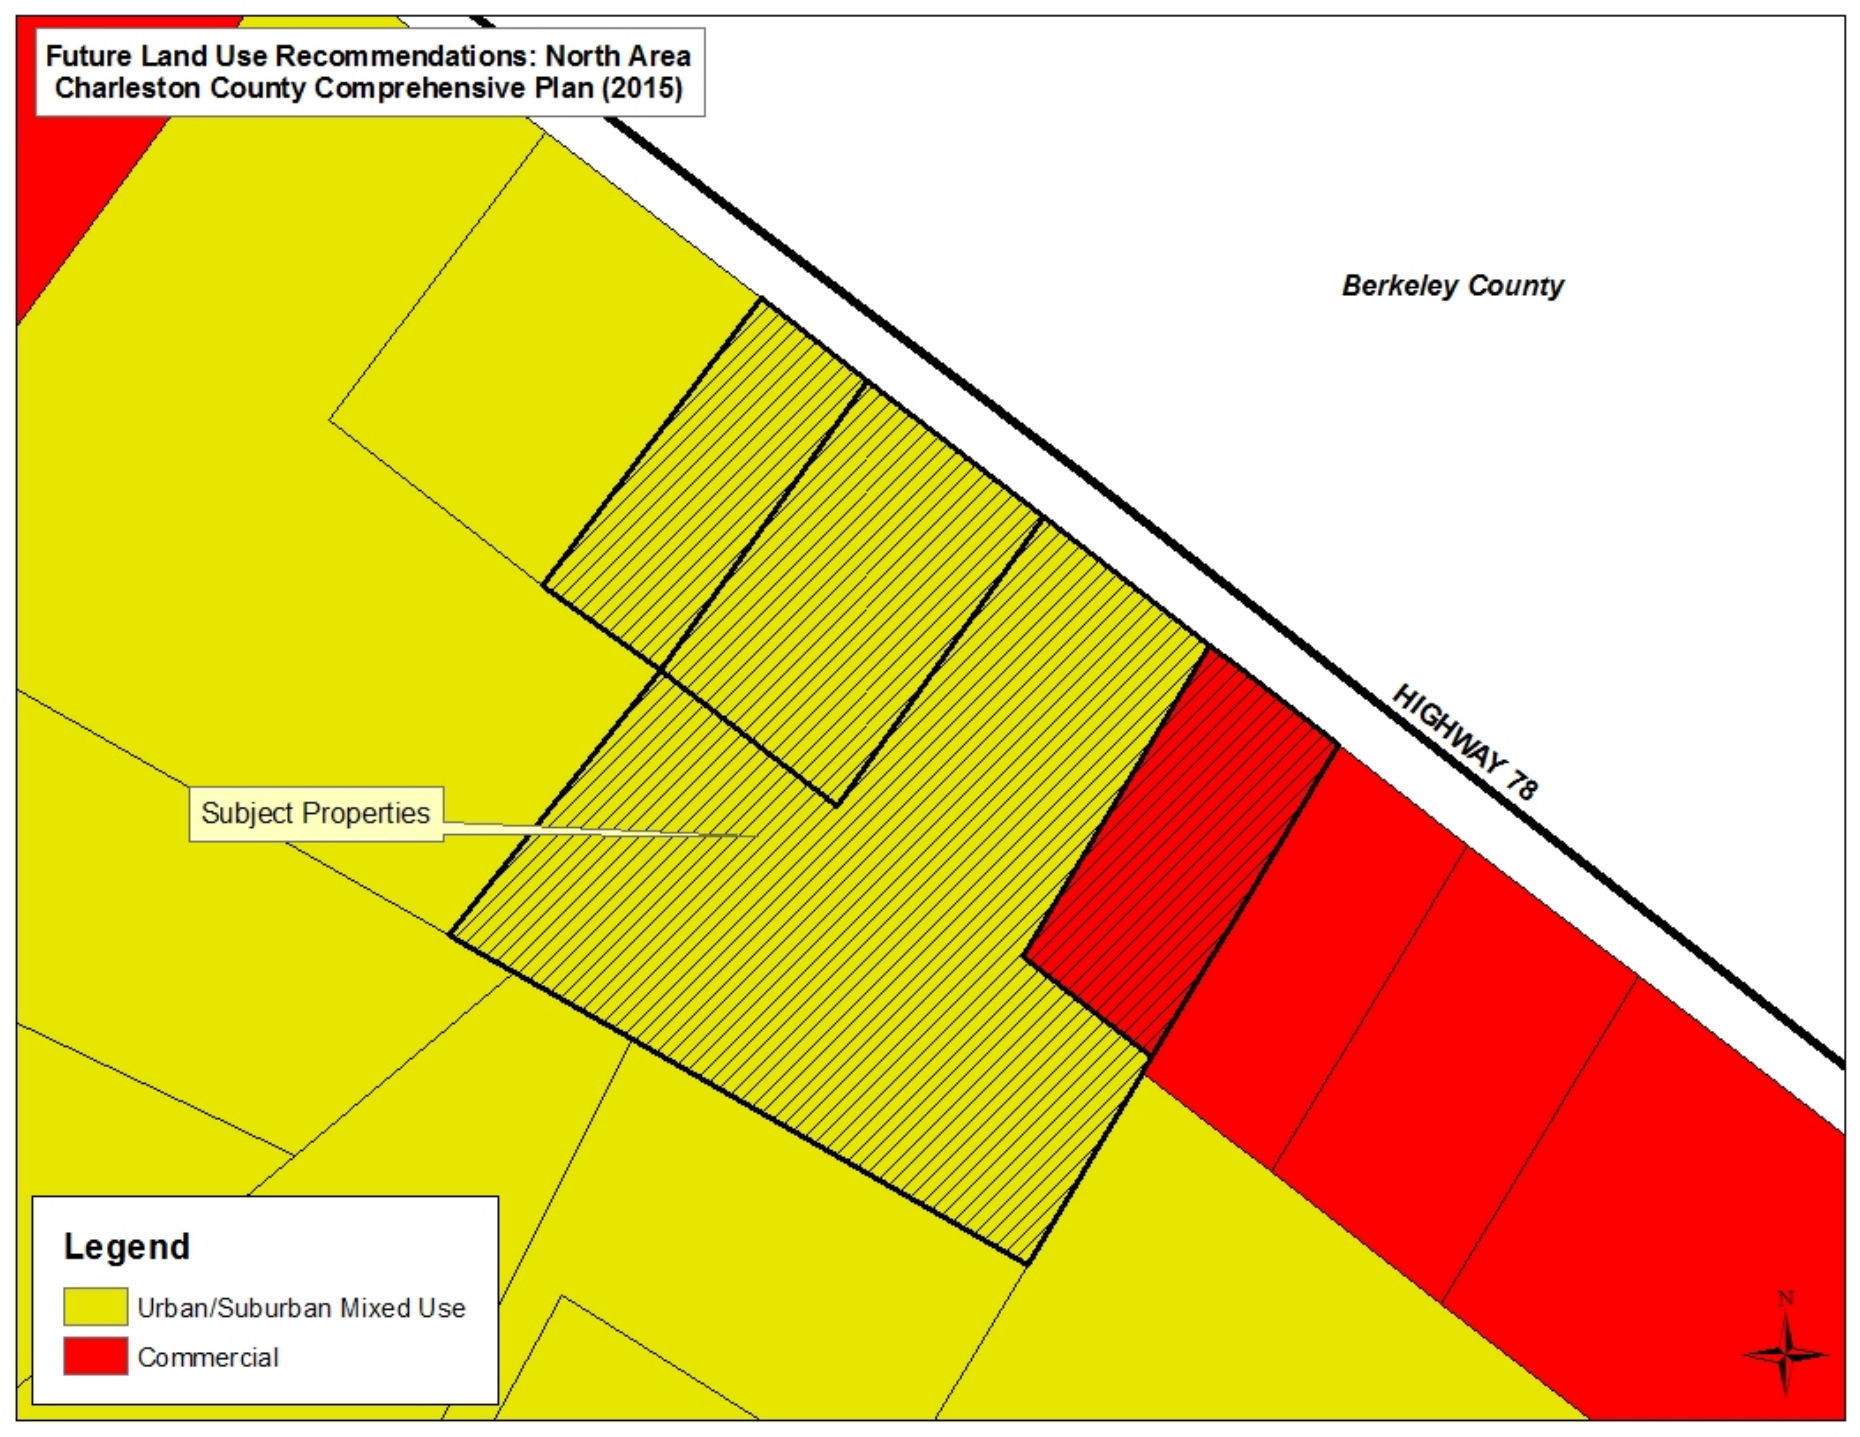 Future Land Use Recommendations: North Area
Charleston County Comprehensive Plan (2015)
Berkeley County
HIGHWAY 78
Subject Properties
Legend
Urban/Suburban Mixed Use
Commercial
N